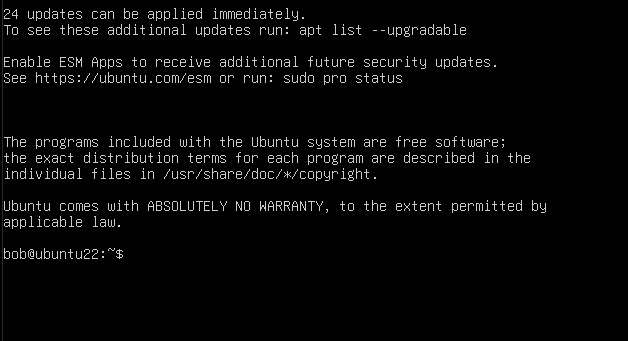 24 updates can be applied immediately.
To see these additional updates run: apt list --upgradable
Enable ESM Apps to receive additional future security updates.
See https://ubuntu.com/esm or run: sudo pro status
The programs included with the Ubuntu system are free software;
the exact distribution terms for each program are described in the
individual files in /usr/share/doc/*/copyright.
Ubuntu comes with ABSOLUTELY NO WARRANTY, to the extent permitted by
applicable law.
bob@ubuntu22:~$